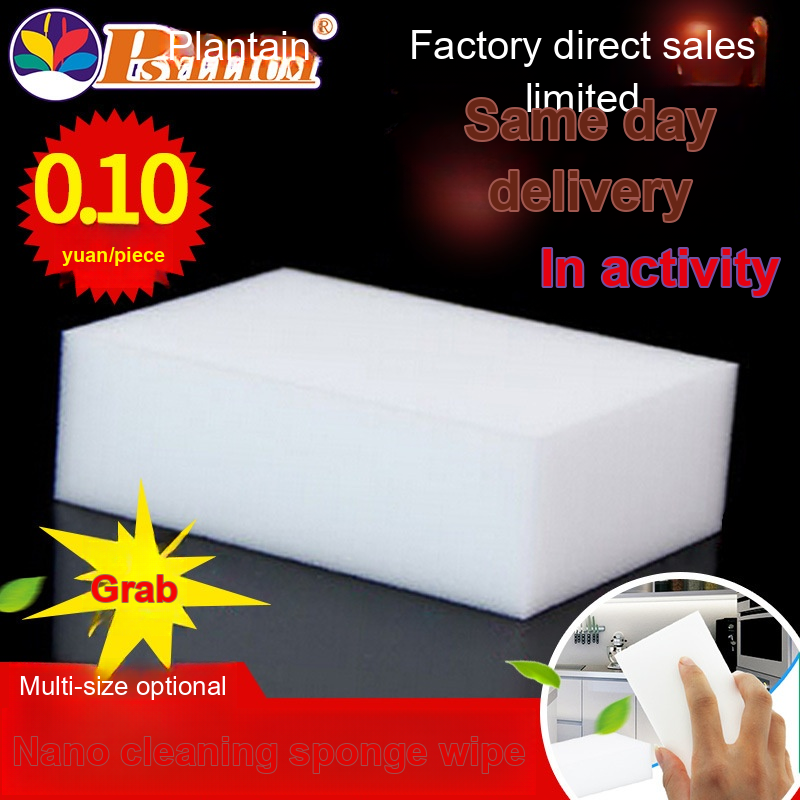 Plantain
®
Factory direct sales
limited
Same day
delivery
In activity
0.10
yuan/piece
Grab
Multi-size optional
Nano cleaning sponge wipe